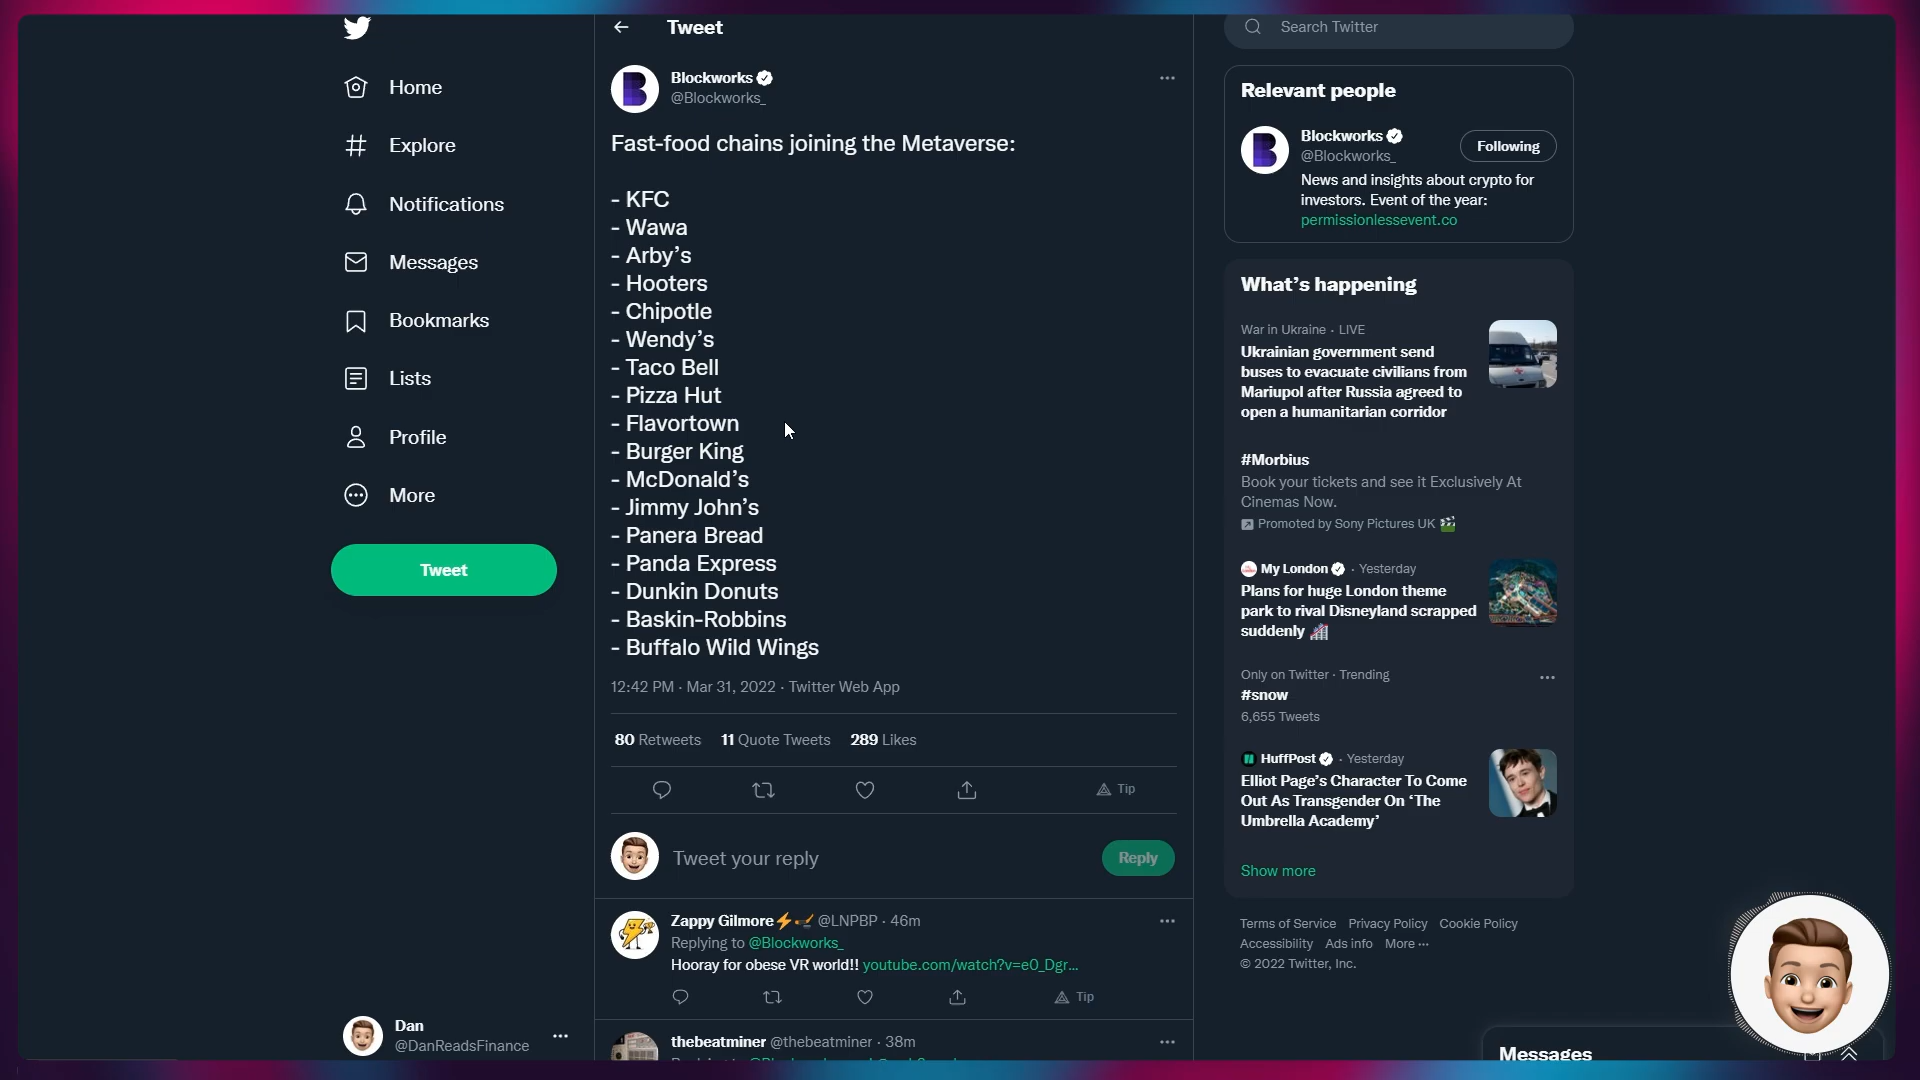 Home
Explore
Notifications
Messages
Bookmarks
Lists
Profile
More
Tweet
Dan
@DanReadsFinance
Tweet
Blockworks
@Blockworks_
Fast-food chains joining the Metaverse:
- KFC
- Wawa
- Arby’s
- Hooters
- Chipotle
- Wendy’s
- Taco Bell
- Pizza Hut
- Flavortown
- Burger King
- McDonald’s
- Jimmy John’s
- Panera Bread
- Panda Express
- Dunkin Donuts
- Baskin-Robbins
- Buffalo Wild Wings
12:42 PM · Mar 31, 2022 · Twitter Web App
80 Retweets 11 Quote Tweets 289 Likes
Tip
Tweet your reply
Reply
Zappy Gilmore @LNPBP · 46m
Replying to @Blockworks_
Hooray for obese VR world!! youtube.com/watch?v=e0_Dgr...
Tip
thebeatminer @thebeatminer · 38m
Search Twitter
Relevant people
Blockworks
@Blockworks_
Following
News and insights about crypto for
investors. Event of the year:
permissionlessevent.co
What’s happening
War in Ukraine · LIVE
Ukrainian government send
buses to evacuate civilians from
Mariupol after Russia agreed to
open a humanitarian corridor
#Morbius
Book your tickets and see it Exclusively At
Cinemas Now.
Promoted by Sony Pictures UK
My London · Yesterday
Plans for huge London theme
park to rival Disneyland scrapped
suddenly
Only on Twitter · Trending
#snow
6,655 Tweets
HuffPost · Yesterday
Elliot Page’s Character To Come
Out As Transgender On ‘The
Umbrella Academy’
Show more
Terms of Service Privacy Policy Cookie Policy
Accessibility Ads info More ...
© 2022 Twitter, Inc.
Messages